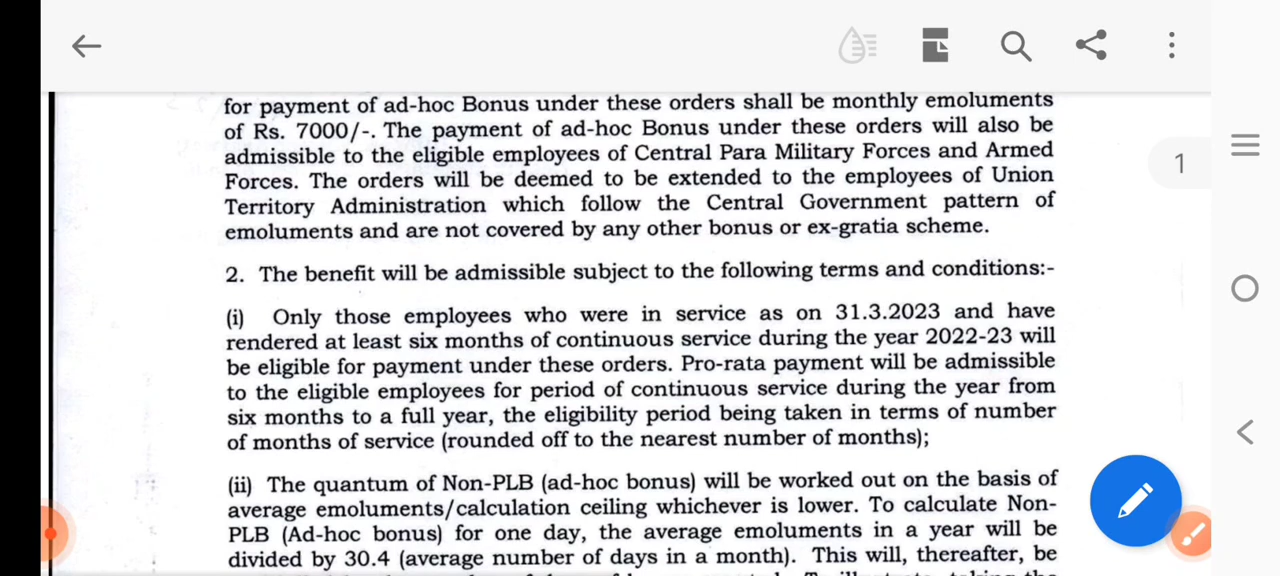 for payment of ad-hoc Bonus under these orders shall be monthly emoluments
of Rs. 7000/-. The payment of ad-hoc Bonus under these orders will also be
admissible to the eligible employees of Central Para Military Forces and Armed
Forces. The orders will be deemed to be extended to the employees of Union
Territory Administration which follow the Central Government pattern of
emoluments and are not covered by any other bonus or ex-gratia scheme.
1
2. The benefit will be admissible subject to the following terms and conditions:-
(i) Only those employees who were in service as on 31.3.2023 and have
rendered at least six months of continuous service during the year 2022-23 will
be eligible for payment under these orders. Pro-rata payment will be admissible
to the eligible employees for period of continuous service during the year from
six months to a full year, the eligibility period being taken in terms of number
of months of service (rounded off to the nearest number of months);
(ii) The quantum of Non-PLB (ad-hoc bonus) will be worked out on the basis of
average emoluments/calculation ceiling whichever is lower. To calculate Non-
PLB (Ad-hoc bonus) for one day, the average emoluments in a year will be
divided by 30.4 (average number of days in a month). This will, thereafter, be